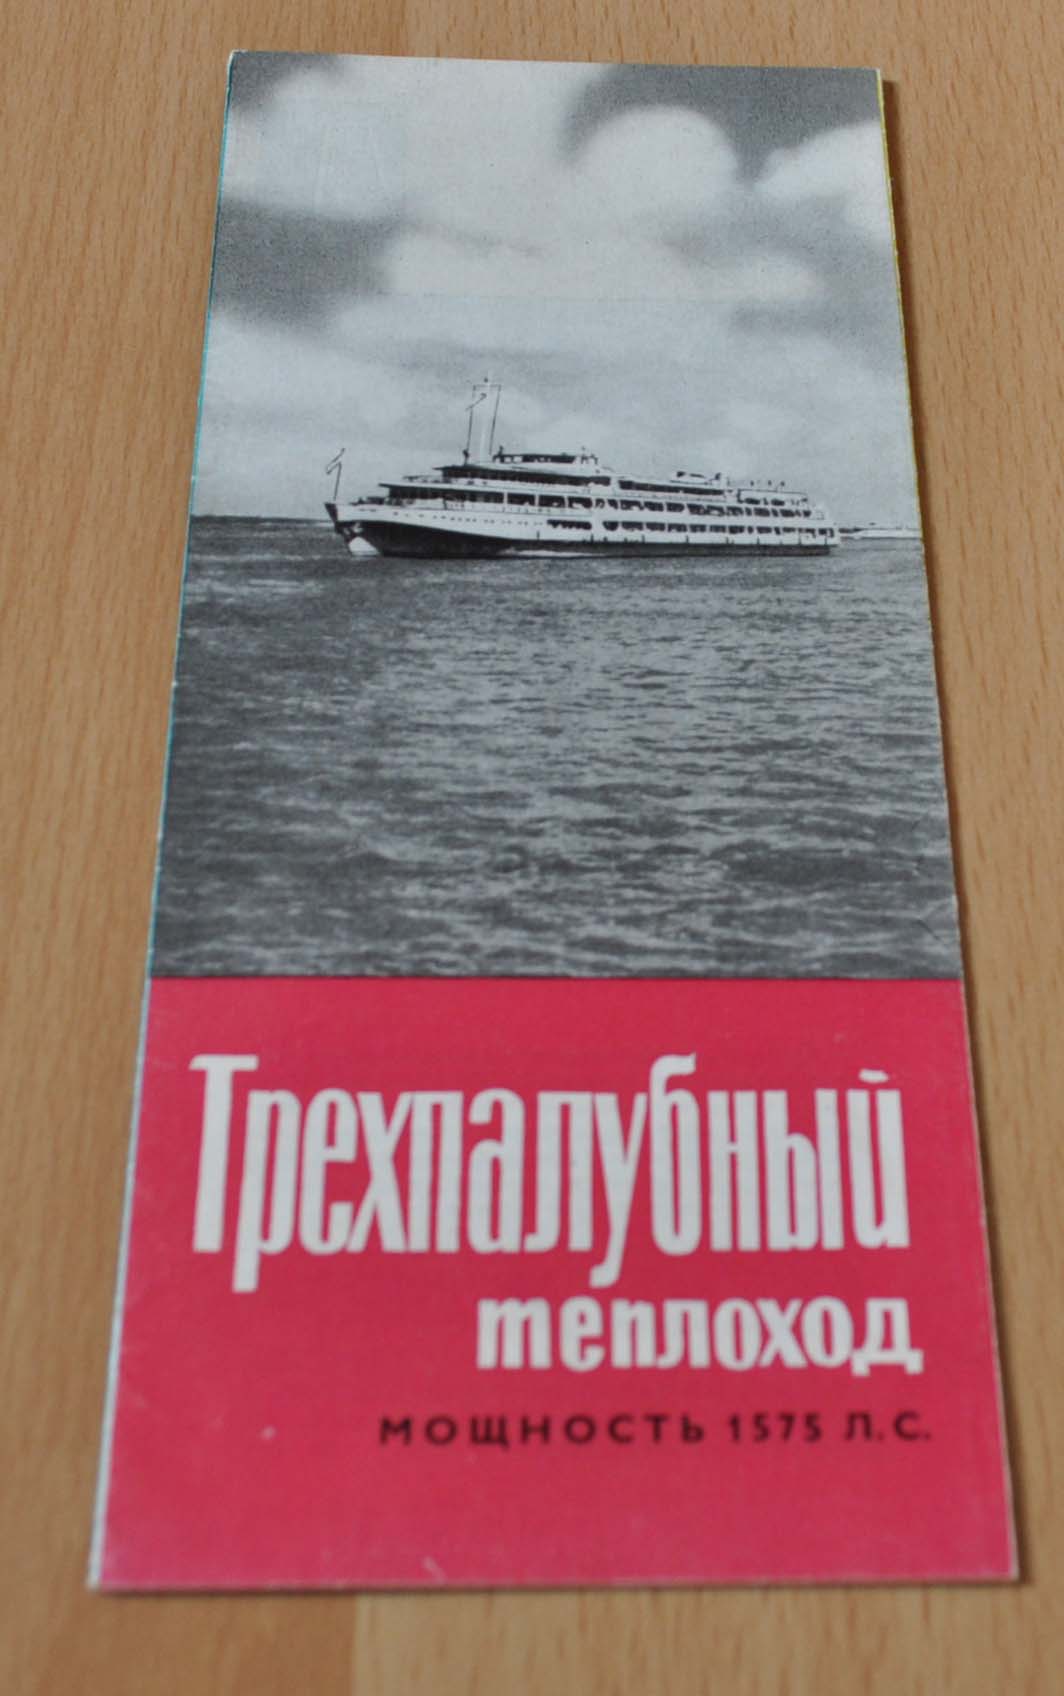 Трехпалубный
теплоход
МОЩНОСТЬ 1575 Л.С.